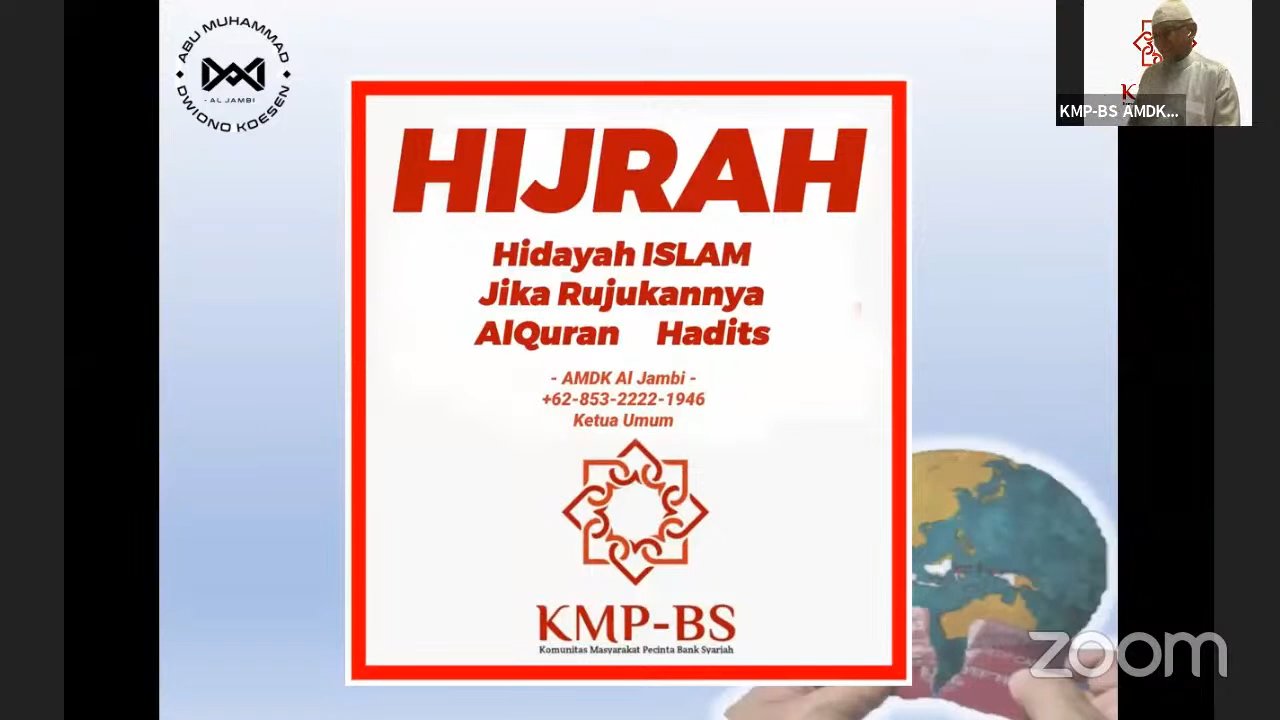 ABU MUHAMMAD
- AL JAMBI -
DWIONO KOESEN
KMP-BS AMDK...
HIJRAH
Hidayah ISLAM
Jika Rujukannya
AlQuran Hadits
- AMDK Al Jambi -
+62-853-2222-1946
Ketua Umum
KMP-BS
Komunitas Masyarakat Pecinta Bank Syariah
zoom